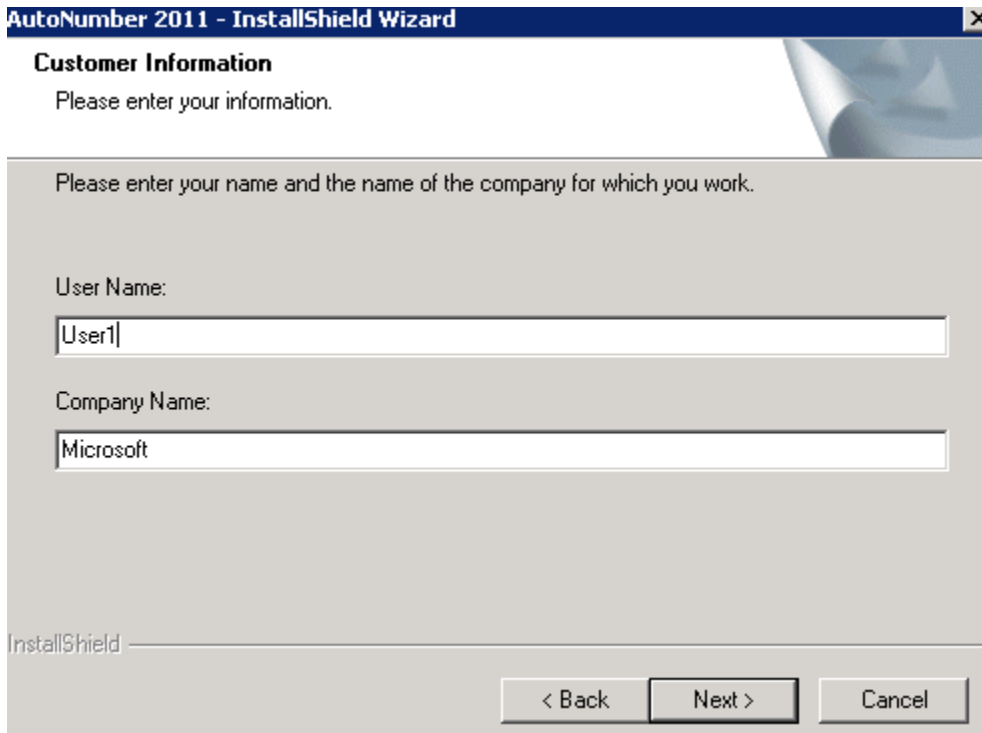 AutoNumber 2011 - InstallShield Wizard
Customer Information
Please enter your information.
Please enter your name and the name of the company for which you work.
User Name:
User1
Company Name:
Microsoft
InstallShield
< Back Next > Cancel